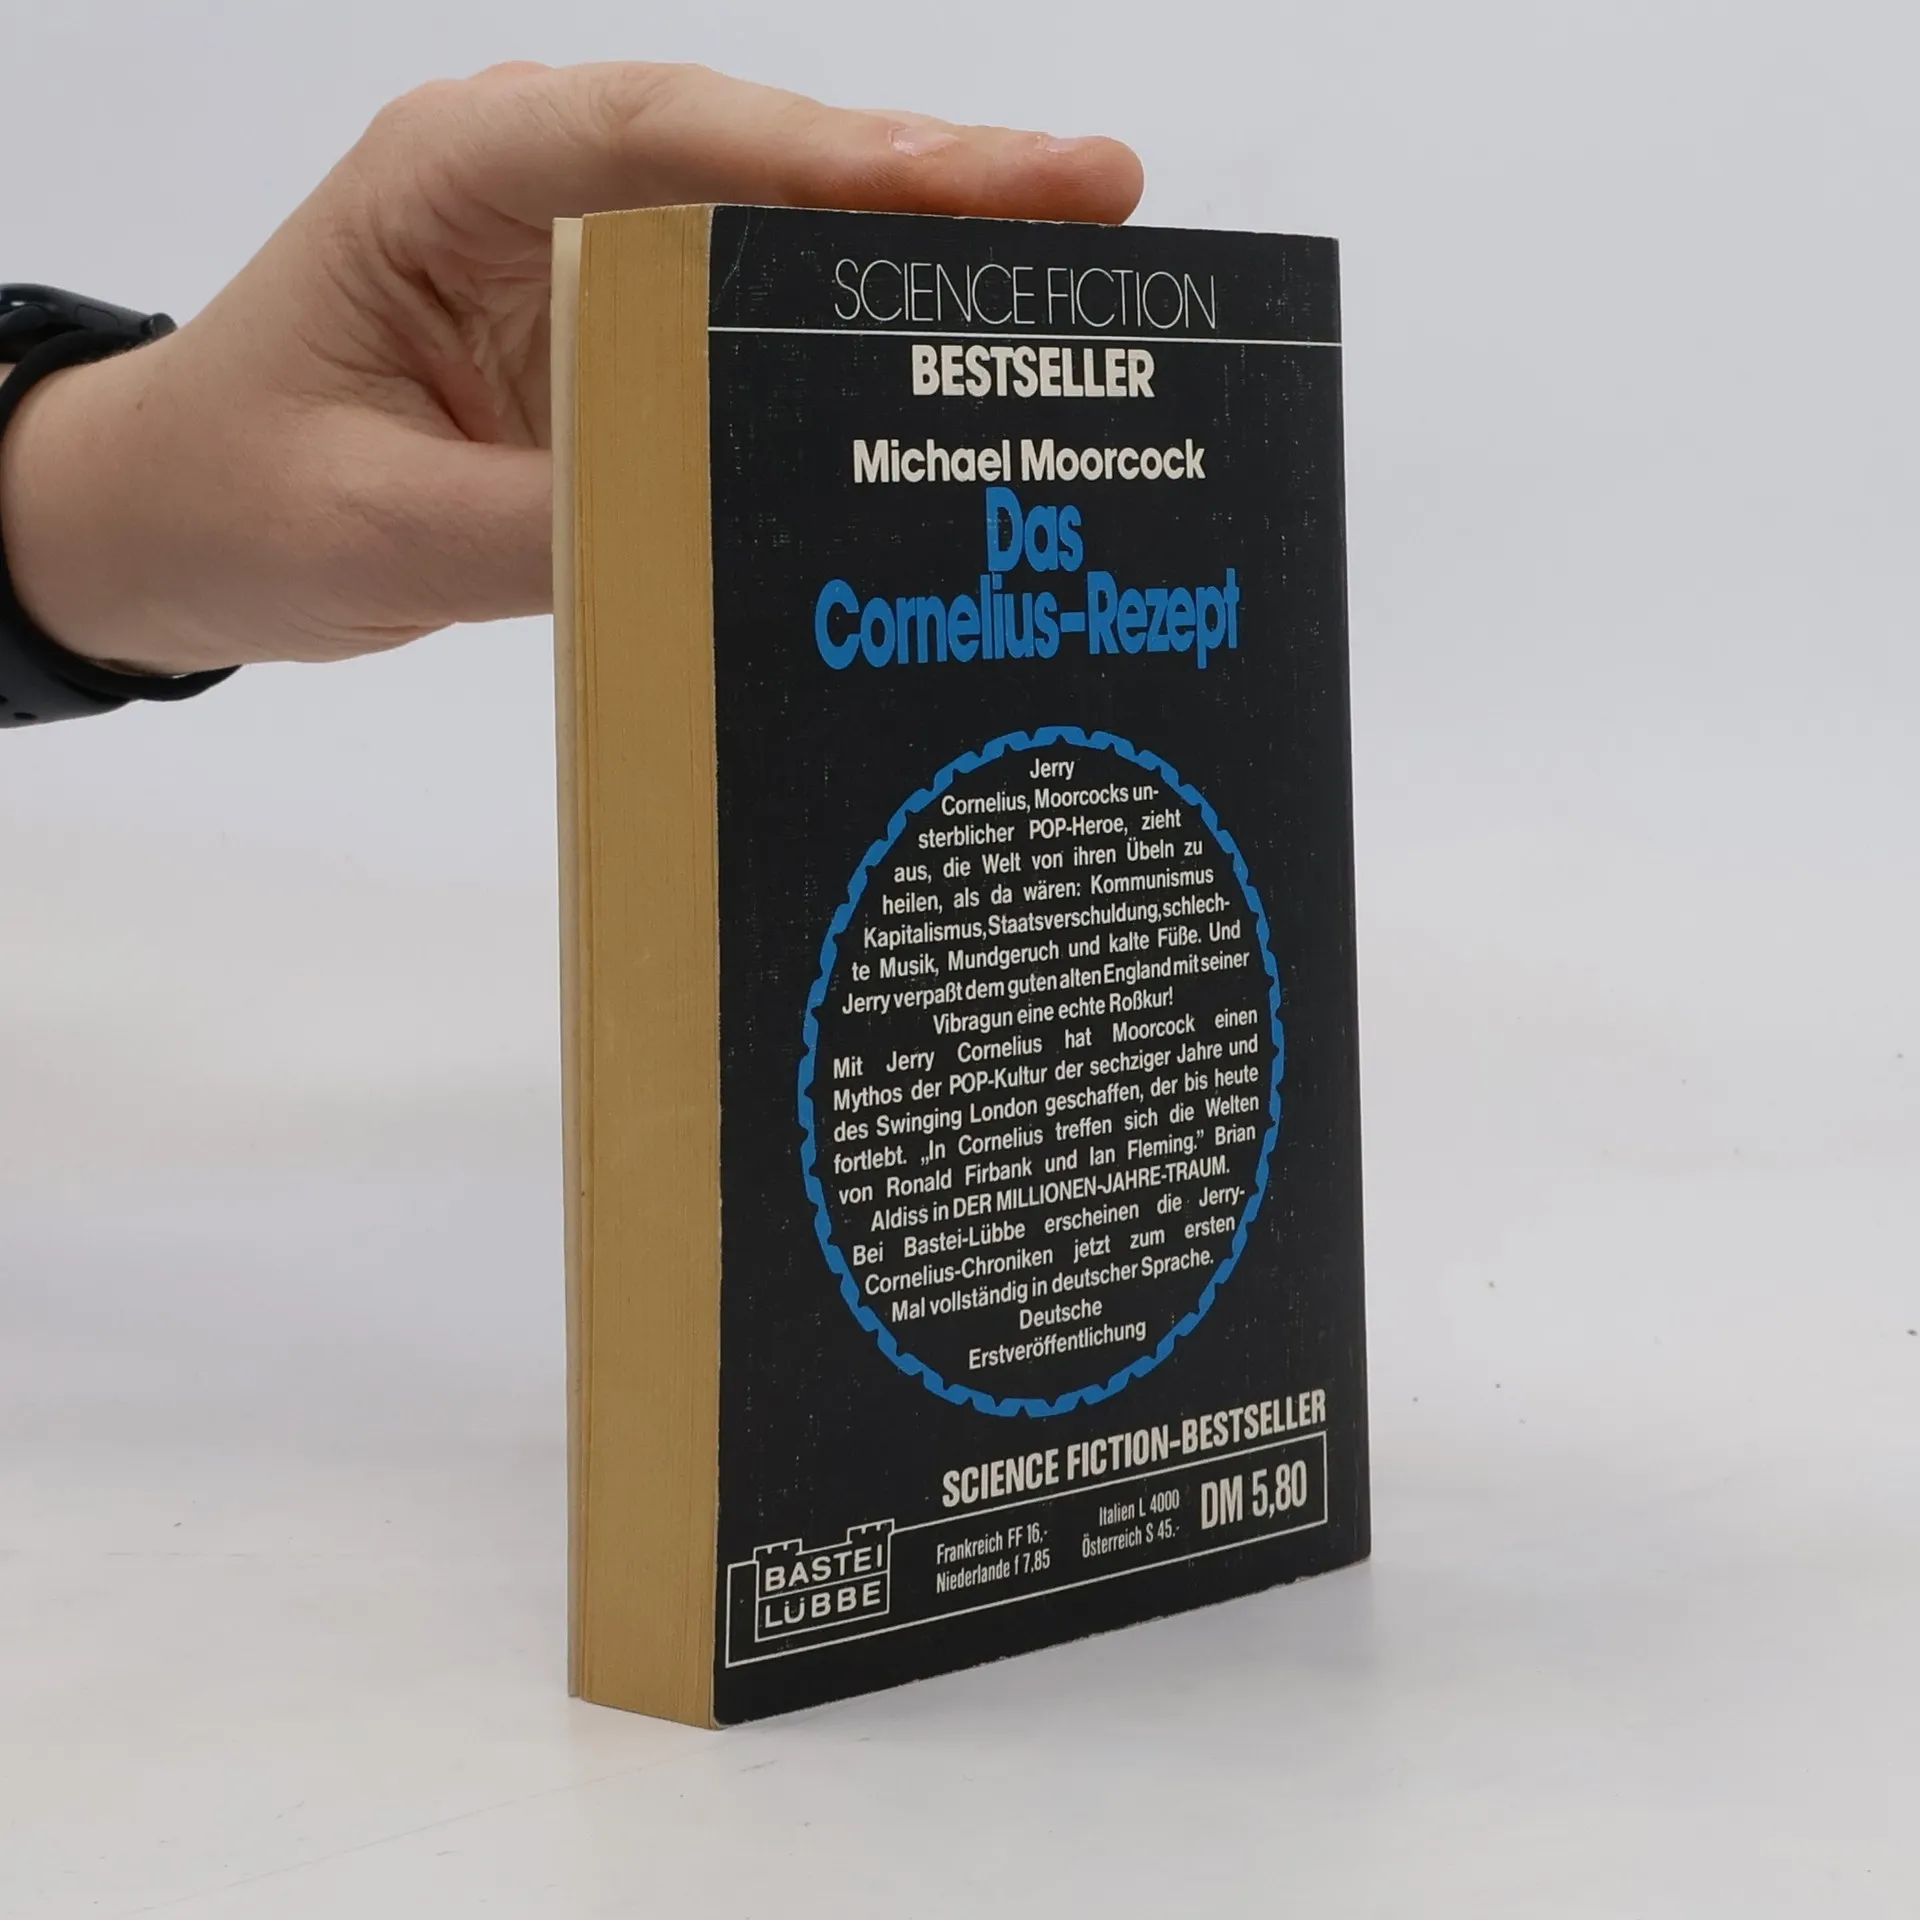 SCIENCE FICTION
BESTSELLER
Michael Moorcock
Das
Cornelius-Rezept
Jerry
Cornelius, Moorcocks un-
sterblicher POP-Heroe, zieht
aus, die Welt von ihren Übeln zu
heilen, als da wären: Kommunismus
Kapitalismus, Staatsverschuldung, schlech-
te Musik, Mundgeruch und kalte Füße. Und
Jerry verpaßt dem guten alten England mit seiner
Vibragun eine echte Roßkur!
Mit Jerry Cornelius hat Moorcock einen
Mythos der POP-Kultur der sechziger Jahre und
des Swinging London geschaffen, der bis heute
fortlebt. „In Cornelius treffen sich die Welten
von Ronald Firbank und Ian Fleming.” Brian
Aldiss in DER MILLIONEN-JAHRE-TRAUM.
Bei Bastei-Lübbe erscheinen die Jerry-
Cornelius-Chroniken jetzt zum ersten
Mal vollständig in deutscher Sprache.
Deutsche
Erstveröffentlichung
SCIENCE FICTION-BESTSELLER
BASTEI
LÜBBE
Frankreich FF 16,-
Niederlande f 7,85
Italien L 4000
Österreich S 45.-
DM 5,80